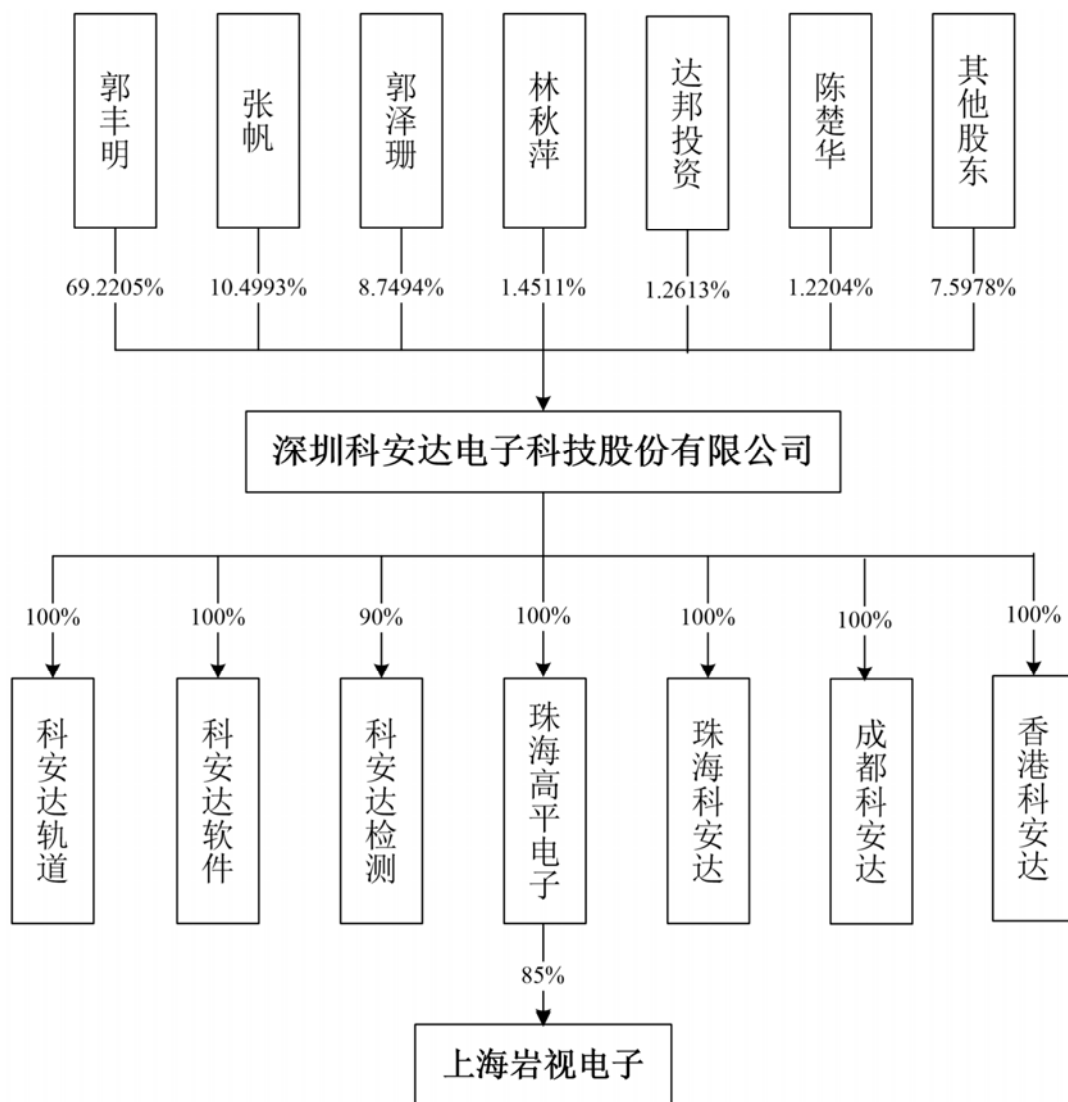 郭丰明
张帆
郭泽珊
林秋萍
达邦投资
陈楚华
其他股东
69.2205%
10.4993%
8.7494%
1.4511%
1.2613%
1.2204%
7.5978%
深圳科安达电子科技股份有限公司
100%
100%
90%
100%
100%
100%
100%
科安达轨道
科安达软件
科安达检测
珠海高平电子
珠海科安达
成都科安达
香港科安达
85%
上海岩视电子